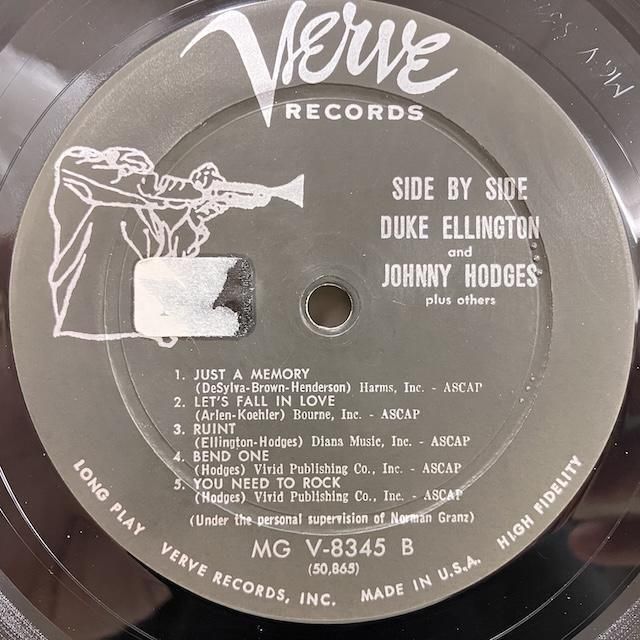 Verve
RECORDS
SIDE BY SIDE
DUKE ELLINGTON
and
JOHNNY HODGES
plus others
1. JUST A MEMORY
(DeSylva-Brown-Henderson) Harms, Inc. - ASCAP
2. LET'S FALL IN LOVE
(Arlen-Koehler) Bourne, Inc. - ASCAP
3. RUINT
(Ellington-Hodges) Diana Music, Inc. - ASCAP
4. BEND ONE
(Hodges) Vivid Publishing Co., Inc. - ASCAP
5. YOU NEED TO ROCK
(Hodges) Vivid Publishing Co., Inc. - ASCAP
(Under the personal supervision of Norman Granz)
MG V-8345 B
(50,865)
LONG PLAY VERVE RECORDS, INC. MADE IN U.S.A. HIGH FIDELITY